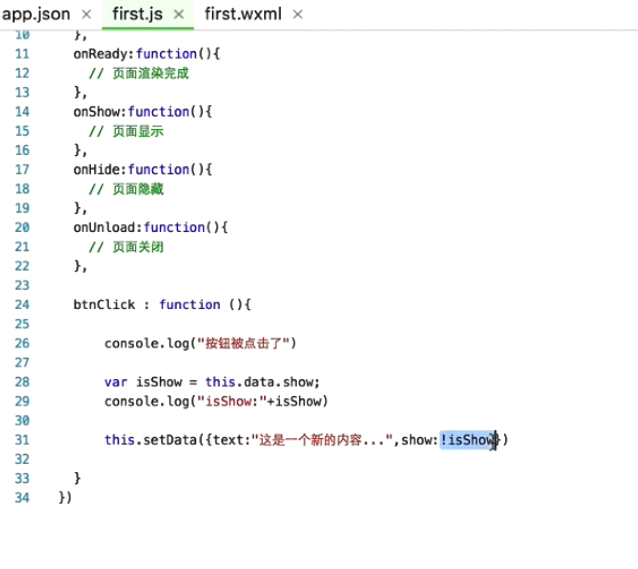 app.json × first.js × first.wxml ×
10 },
11 onReady:function(){
12 // 页面渲染完成
13 },
14 onShow:function(){
15 // 页面显示
16 },
17 onHide:function(){
18 // 页面隐藏
19 },
20 onUnload:function(){
21 // 页面关闭
22 },
23
24 btnClick : function (){
25
26 console.log("按钮被点击了")
27
28 var isShow = this.data.show;
29 console.log("isShow:"+isShow)
30
31 this.setData({text:"这是一个新的内容...",show:!isShow})
32
33 }
34 })